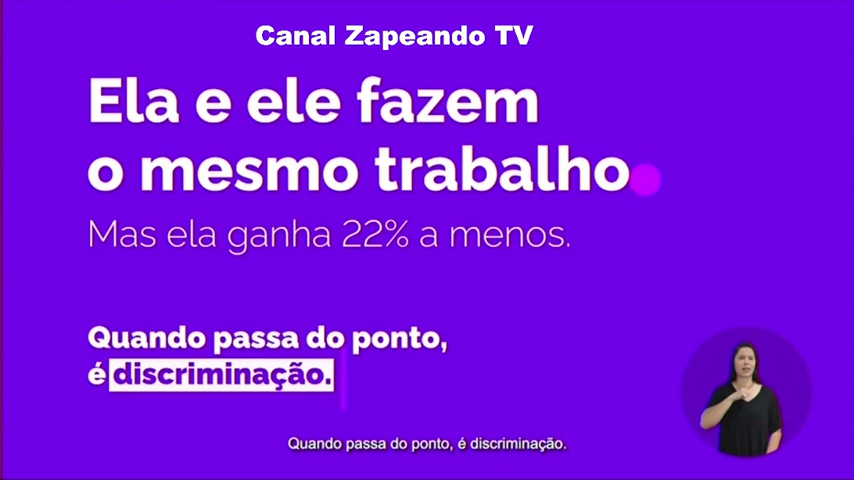 Canal Zapeando TV
Ela e ele fazem
o mesmo trabalho.
Mas ela ganha 22% a menos.
Quando passa do ponto,
é discriminação.
Quando passa do ponto, é discriminação.